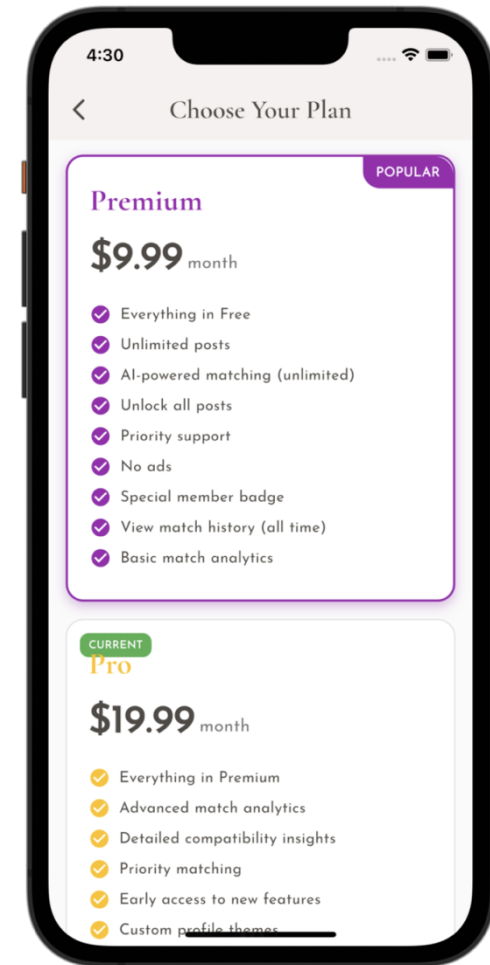 4:30
Choose Your Plan
POPULAR
Premium
$9.99 month
Everything in Free
Unlimited posts
AI-powered matching (unlimited)
Unlock all posts
Priority support
No ads
Special member badge
View match history (all time)
Basic match analytics
CURRENT
Pro
$19.99 month
Everything in Premium
Advanced match analytics
Detailed compatibility insights
Priority matching
Early access to new features
Custom profile themes